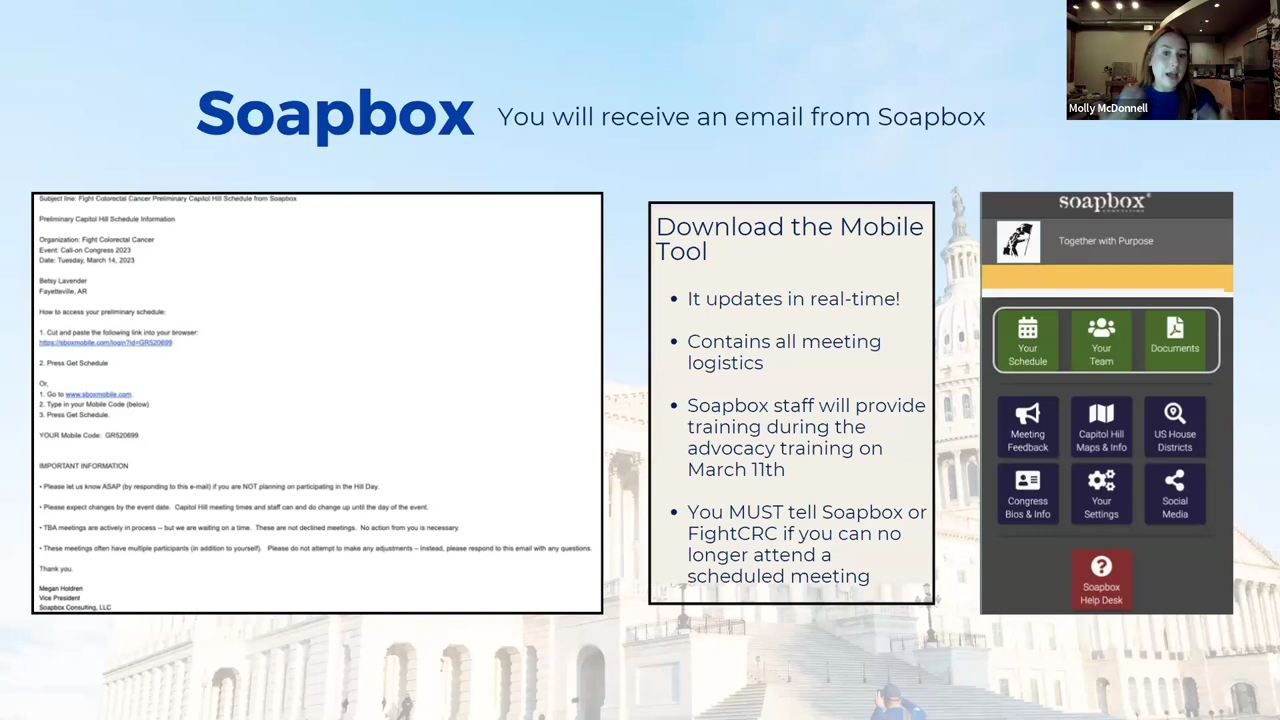 Soapbox You will receive an email from Soapbox
Molly McDonnell
Subject line: Fight Colorectal Cancer Preliminary Capitol Hill Schedule from Soapbox
Preliminary Capitol Hill Schedule Information
Organization: Fight Colorectal Cancer
Event: Call-on Congress 2023
Date: Tuesday, March 14, 2023
Betsy Lavender
Fayetteville, AR
How to access your preliminary schedule:
1. Cut and paste the following link into your browser:
https://sboxmobile.com/login?id=GR520699
2. Press Get Schedule
Or,
1. Go to www.sboxmobile.com.
2. Type in your Mobile Code (below)
3. Press Get Schedule.
YOUR Mobile Code: GR520699
IMPORTANT INFORMATION
• Please let us know ASAP (by responding to this e-mail) if you are NOT planning on participating in the Hill Day.
• Please expect changes by the event date. Capitol Hill meeting times and staff can and do change up until the day of the event.
• TBA meetings are actively in process -- but we are waiting on a time. These are not declined meetings. No action from you is necessary.
• These meetings often have multiple participants (in addition to yourself). Please do not attempt to make any adjustments – Instead, please respond to this email with any questions.
Thank you.
Megan Holdren
Vice President
Soapbox Consulting, LLC
Download the Mobile
Tool
• It updates in real-time!
• Contains all meeting
logistics
• Soapbox staff will provide
training during the
advocacy training on
March 11th
• You MUST tell Soapbox or
FightCRC if you can no
longer attend a
scheduled meeting
soapbox
CONSULTING
Together with Purpose
Your
Schedule
Your
Team
Documents
Meeting
Feedback
Capitol Hill
Maps & Info
US House
Districts
Congress
Bios & Info
Your
Settings
Social
Media
Soapbox
Help Desk